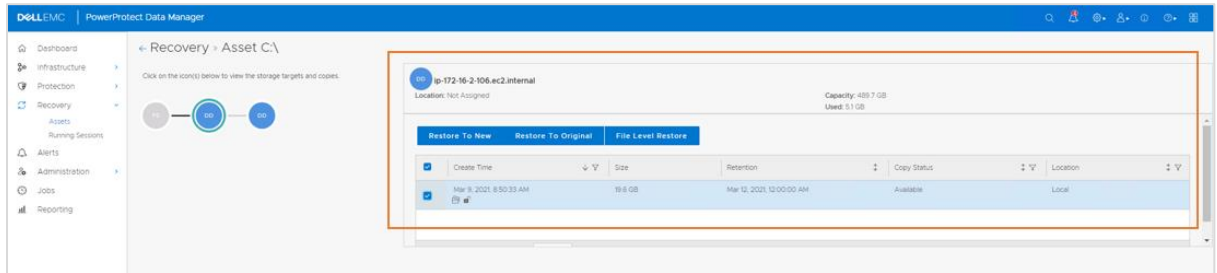 DELLEMC | PowerProtect Data Manager
Dashboard
Infrastructure
Protection
Recovery
Assets
Running Sessions
Alerts
Administration
Jobs
Reporting
← Recovery > Asset C:\
Click on the icon(s) below to view the storage targets and copies.
DD DD
DD ip-172-16-2-106.ec2.internal
Location: Not Assigned
Capacity: 489.7 GB
Used: 5.1 GB
Restore To New Restore To Original File Level Restore
Create Time Size Retention Copy Status Location
Mar 9, 2021, 8:50:33 AM 19.6 GB Mar 12, 2021, 12:00:00 AM Available Local